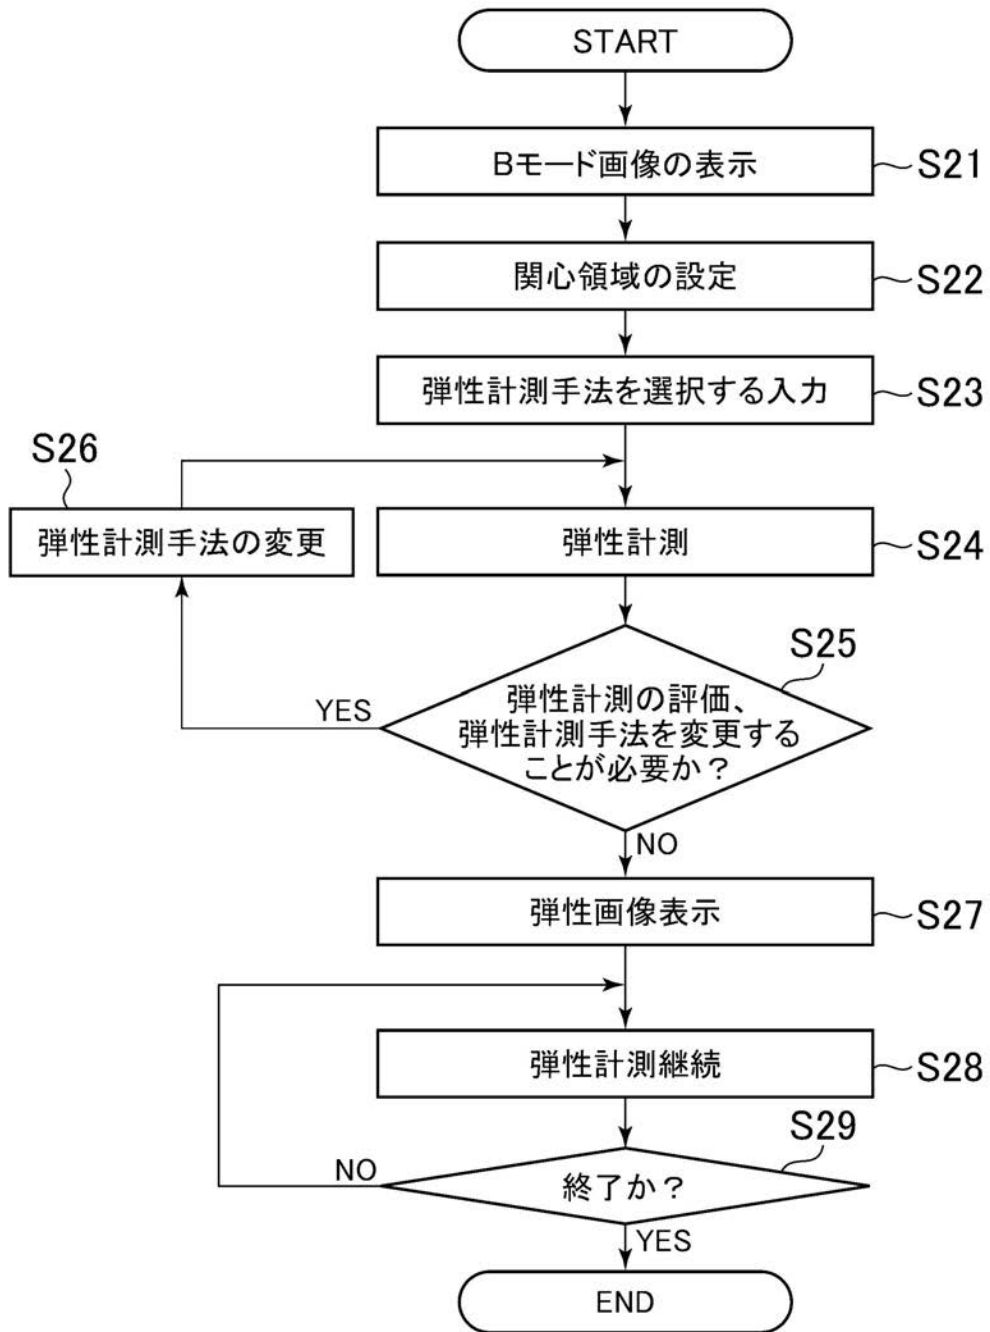 START
Bモード画像の表示
S21
関心領域の設定
S22
弾性計測手法を選択する入力
S23
S26
弾性計測手法の変更
弾性計測
S24
S25
弾性計測の評価、
弾性計測手法を変更する
ことが必要か？
YES
NO
弾性画像表示
S27
弾性計測継続
S28
S29
終了か？
NO
YES
END